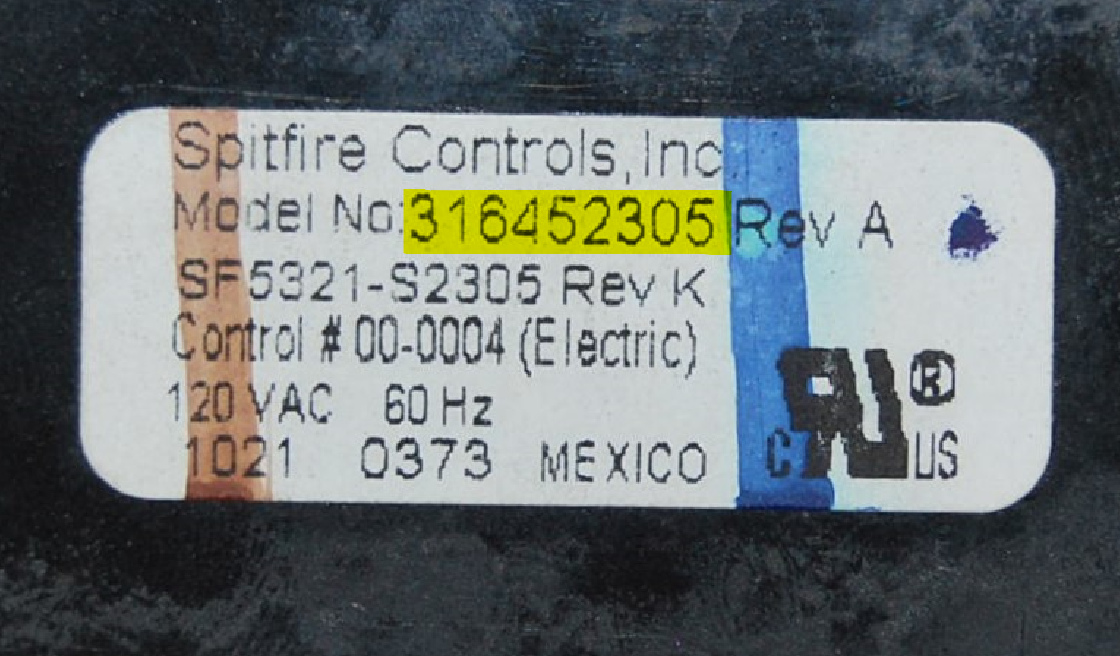 Spitfire Controls,Inc
Model No:316452305 Rev A
SF5321-S2305 Rev K
Control # 00-0004 (Electric)
120 VAC 60 Hz
1021 0373 MEXICO
C RU US ®